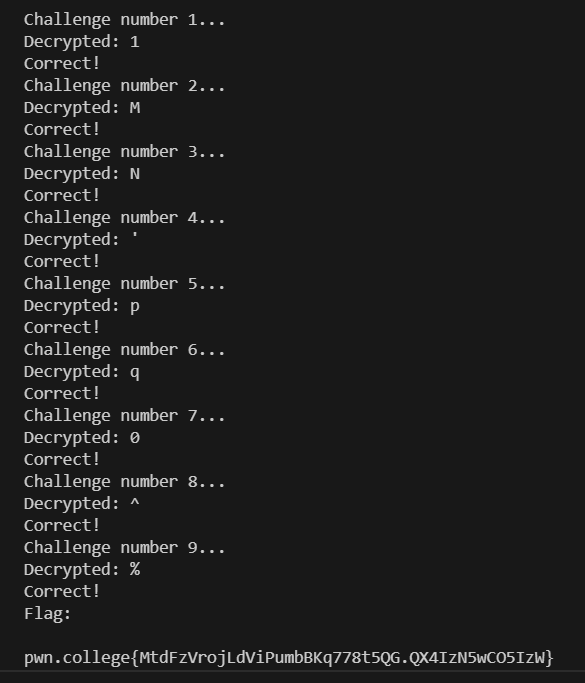 Challenge number 1...
Decrypted: 1
Correct!
Challenge number 2...
Decrypted: M
Correct!
Challenge number 3...
Decrypted: N
Correct!
Challenge number 4...
Decrypted: '
Correct!
Challenge number 5...
Decrypted: p
Correct!
Challenge number 6...
Decrypted: q
Correct!
Challenge number 7...
Decrypted: 0
Correct!
Challenge number 8...
Decrypted: ^
Correct!
Challenge number 9...
Decrypted: %
Correct!
Flag:
pwn.college{MtdFzVrojLdViPumbBKq778t5QG.QX4IzN5wCO5IzW}